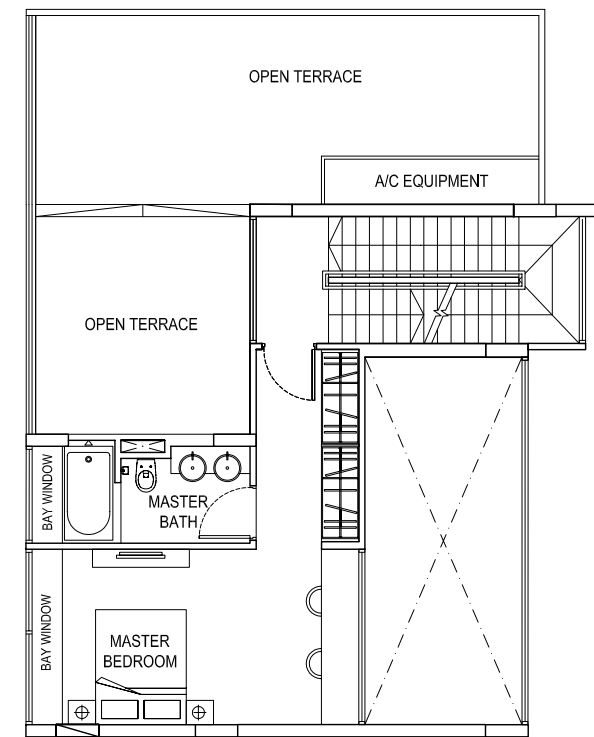 OPEN TERRACE
A/C EQUIPMENT
OPEN TERRACE
BAY WINDOW
MASTER
BATH
BAY WINDOW
MASTER
BEDROOM